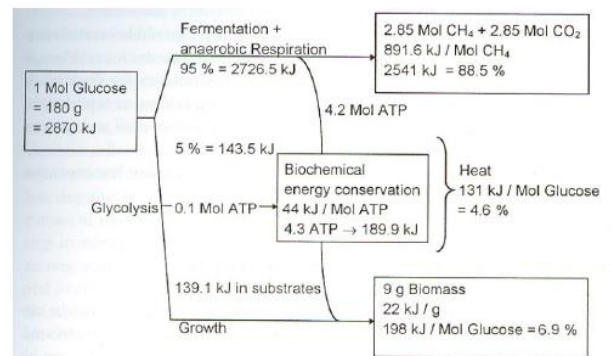 Fermentation +
anaerobic Respiration
95 % = 2726.5 kJ
2.85 Mol CH₄ + 2.85 Mol CO₂
891.6 kJ / Mol CH₄
2541 kJ = 88.5 %
1 Mol Glucose
= 180 g
= 2870 kJ
4.2 Mol ATP
5 % = 143.5 kJ
Biochemical
energy conservation
44 kJ / Mol ATP
4.3 ATP → 189.9 kJ
Heat
131 kJ / Mol Glucose
= 4.6 %
Glycolysis
0.1 Mol ATP
139.1 kJ in substrates
Growth
9 g Biomass
22 kJ / g
198 kJ / Mol Glucose = 6.9 %